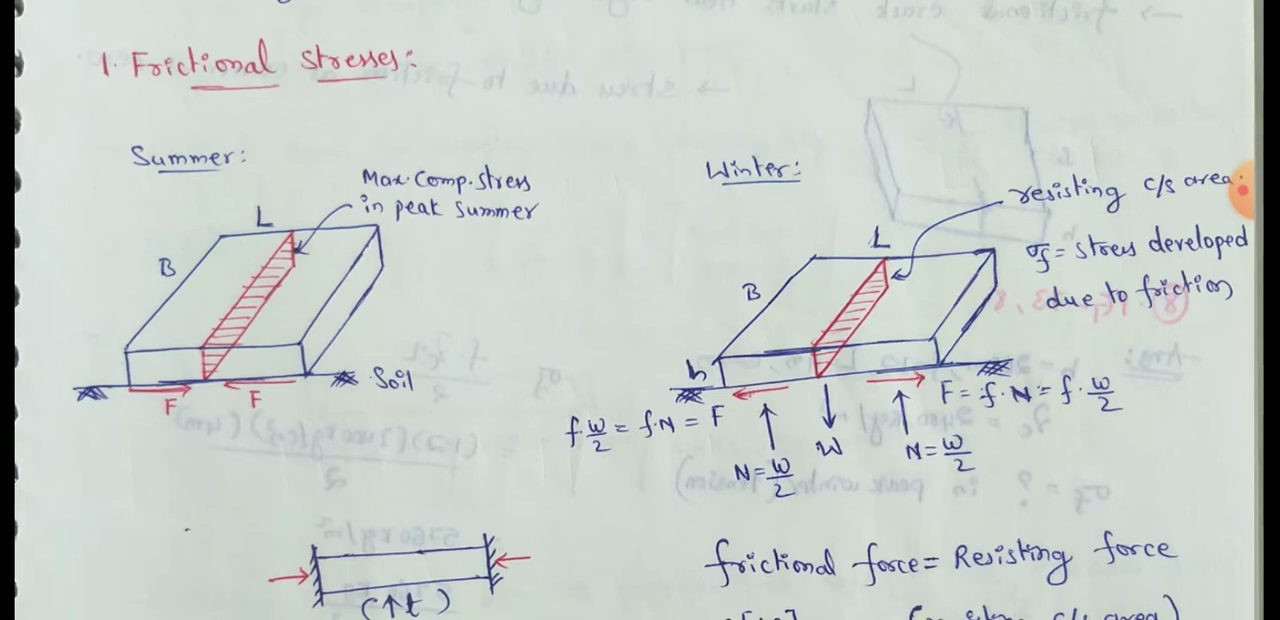 1. Frictional Stresses:
Summer:
Max. Comp. stress
in peak summer
L
B
F
F
Soil
Winter:
resisting c/s area.
σf = stress developed
due to friction
L
B
h
f·w/2 = f·N = F
F = f·N = f·w/2
W
N = w/2
N = w/2
(↑t)
frictional force = Resisting force